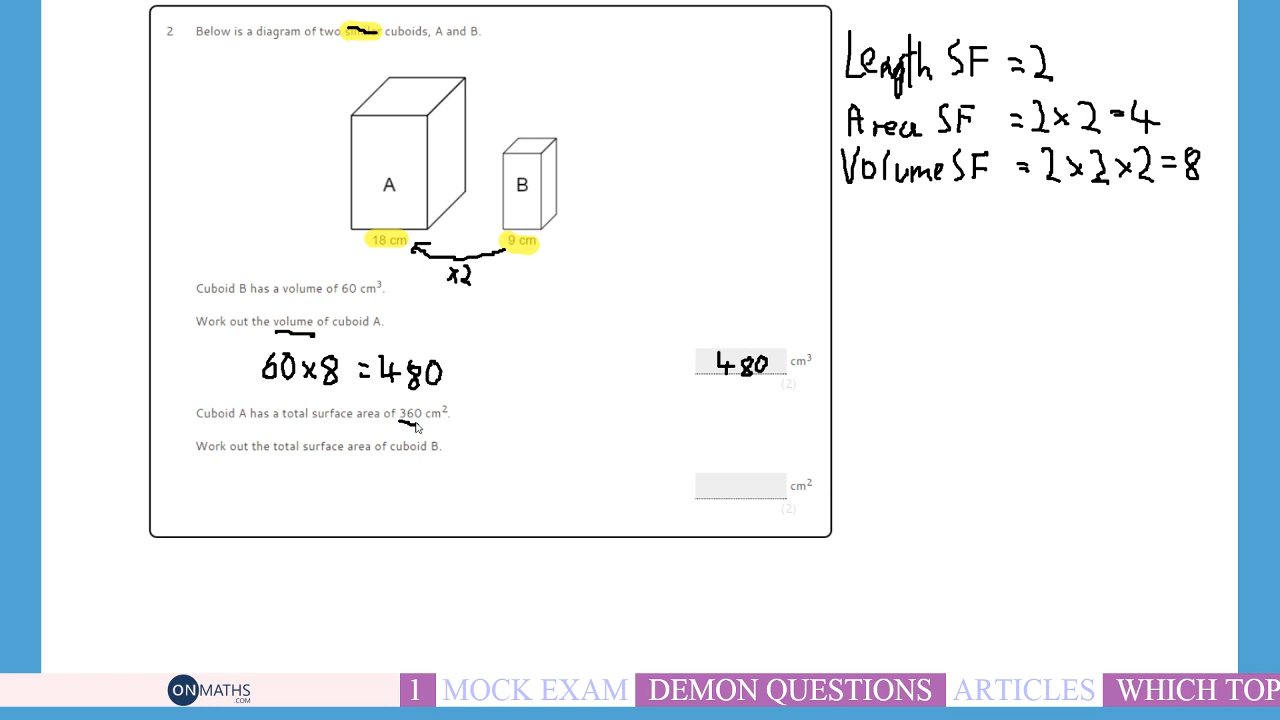 2 Below is a diagram of two similar cuboids, A and B.
Length SF = 2
Area SF = 2 × 2 = 4
Volume SF = 2 × 2 × 2 = 8
A
B
18 cm
9 cm
×2
Cuboid B has a volume of 60 cm³.
Work out the volume of cuboid A.
60 × 8 = 480
480 cm³
(2)
Cuboid A has a total surface area of 360 cm².
Work out the total surface area of cuboid B.
cm²
(2)
ONMATHS.COM
1 MOCK EXAM DEMON QUESTIONS ARTICLES WHICH TOP